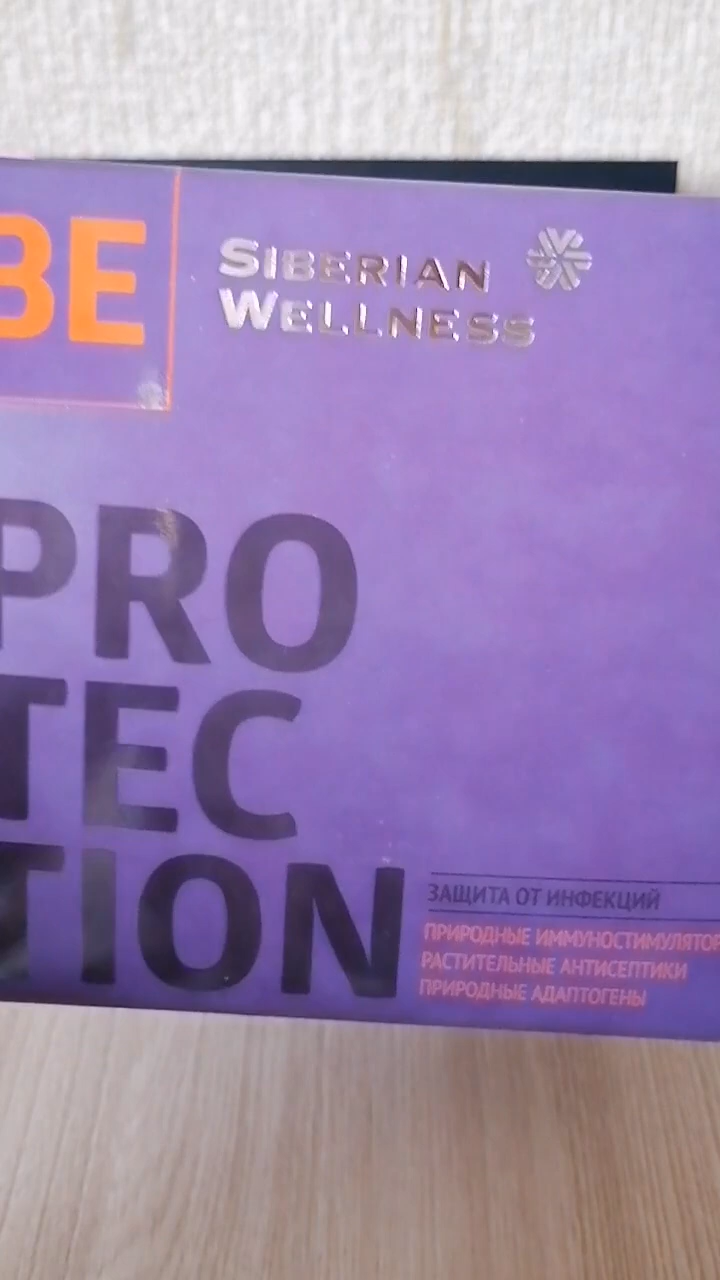 BE
SIBERIAN
WELLNESS
PRO
TEC
TION
ЗАЩИТА ОТ ИНФЕКЦИЙ
ПРИРОДНЫЕ ИММУНОСТИМУЛЯТОР
РАСТИТЕЛЬНЫЕ АНТИСЕПТИКИ
ПРИРОДНЫЕ АДАПТОГЕНЫ